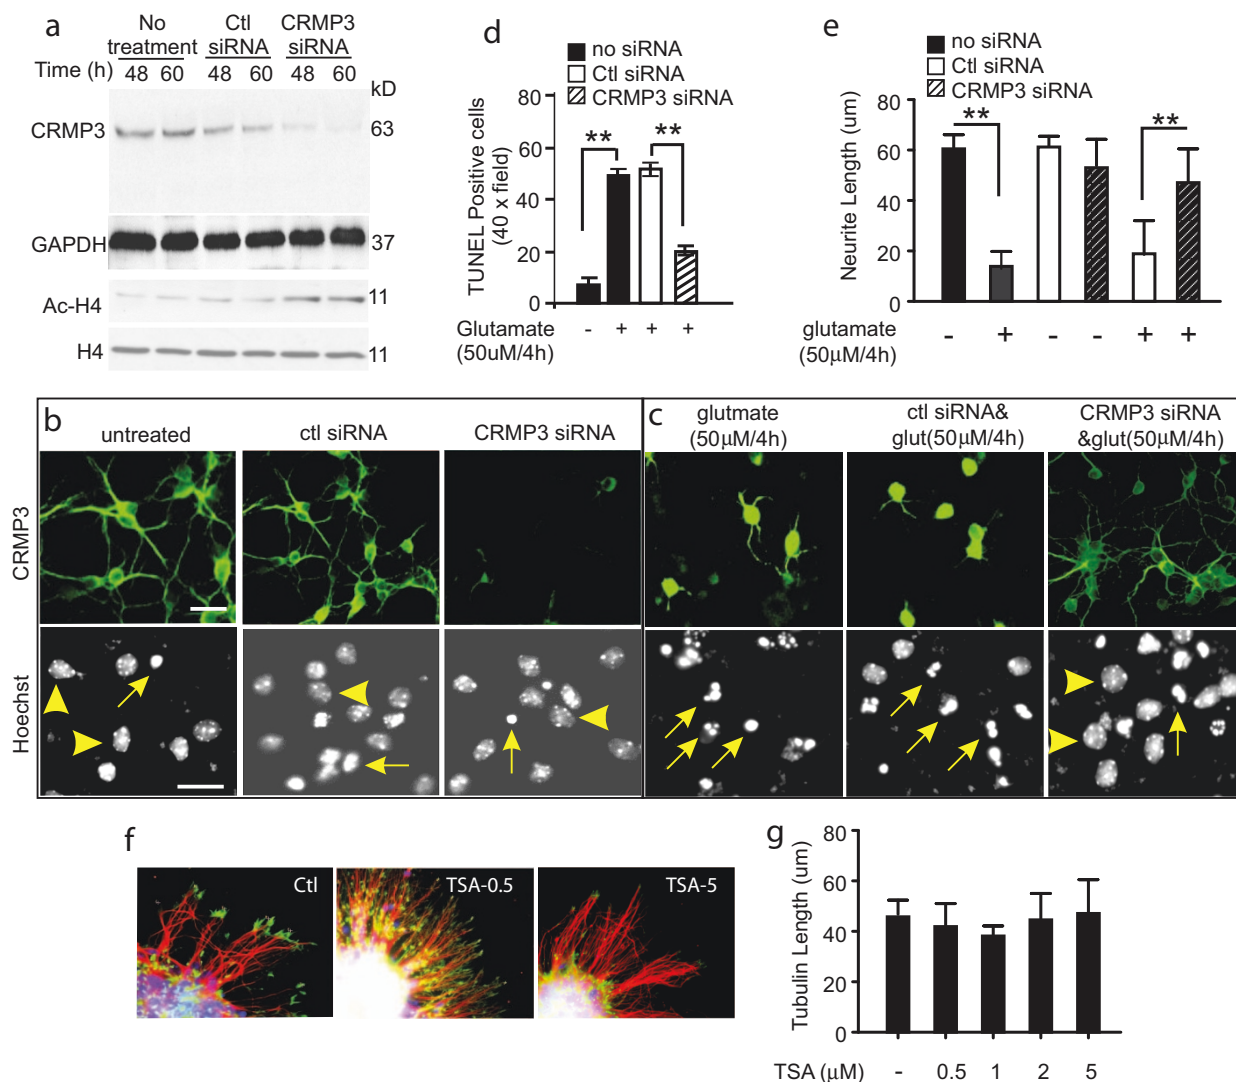 a
No treatment
Ctl siRNA
CRMP3 siRNA
Time (h) 48 60 48 60 48 60
kD
CRMP3 63
GAPDH 37
Ac-H4 11
H4 11
d
no siRNA
Ctl siRNA
CRMP3 siRNA
TUNEL Positive cells
(40 x field)
80
60
40
20
0
** **
Glutamate - + + +
(50uM/4h)
e
no siRNA
Ctl siRNA
CRMP3 siRNA
Neurite Length (um)
80
60
40
20
0
** **
glutamate - + - - + +
(50μM/4h)
b
untreated
ctl siRNA
CRMP3 siRNA
CRMP3
Hoechst
c
glutmate
(50μM/4h)
ctl siRNA&
glut(50μM/4h)
CRMP3 siRNA
&glut(50μM/4h)
f
Ctl
TSA-0.5
TSA-5
g
Tubulin Length (um)
80
60
40
20
0
TSA (μM) - 0.5 1 2 5